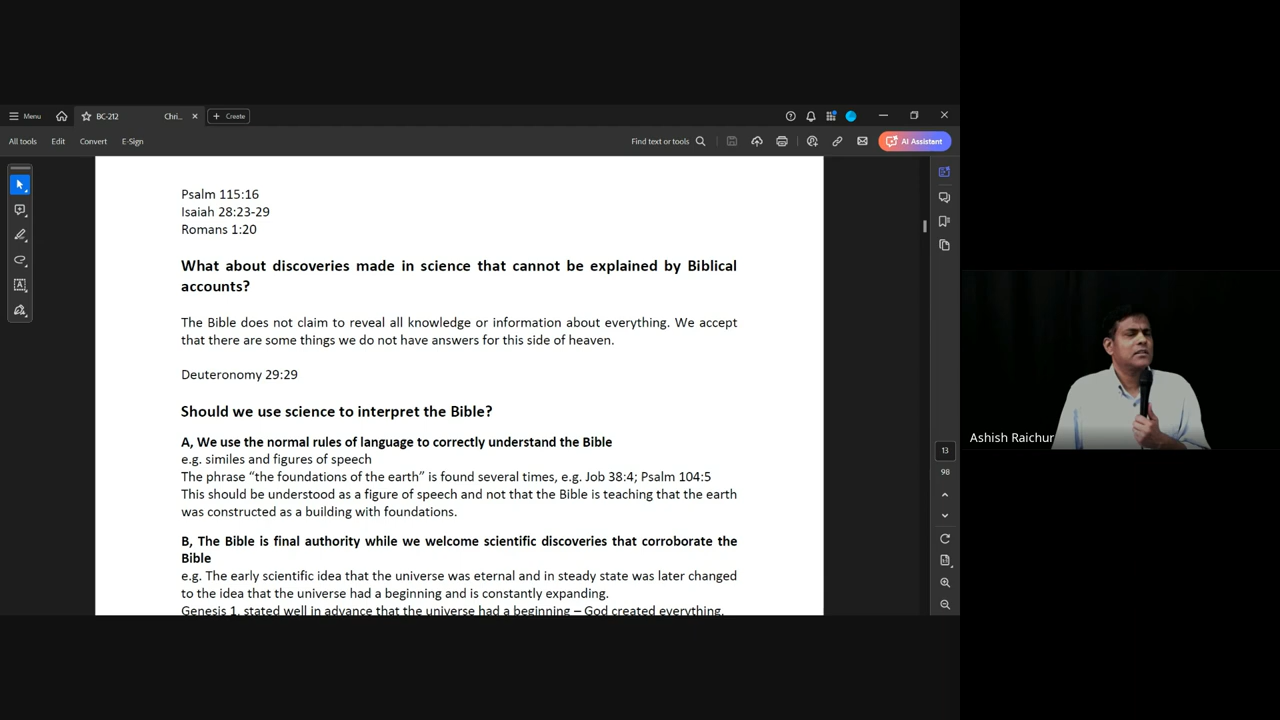 Menu
BC-212 Chri...
Create
All tools
Edit
Convert
E-Sign
Find text or tools
AI Assistant
Psalm 115:16
Isaiah 28:23-29
Romans 1:20
What about discoveries made in science that cannot be explained by Biblical
accounts?
The Bible does not claim to reveal all knowledge or information about everything. We accept
that there are some things we do not have answers for this side of heaven.
Deuteronomy 29:29
Should we use science to interpret the Bible?
A, We use the normal rules of language to correctly understand the Bible
e.g. similes and figures of speech
The phrase “the foundations of the earth” is found several times, e.g. Job 38:4; Psalm 104:5
This should be understood as a figure of speech and not that the Bible is teaching that the earth
was constructed as a building with foundations.
B, The Bible is final authority while we welcome scientific discoveries that corroborate the
Bible
e.g. The early scientific idea that the universe was eternal and in steady state was later changed
to the idea that the universe had a beginning and is constantly expanding.
Genesis 1, stated well in advance that the universe had a beginning – God created everything.
13
98
Ashish Raichur